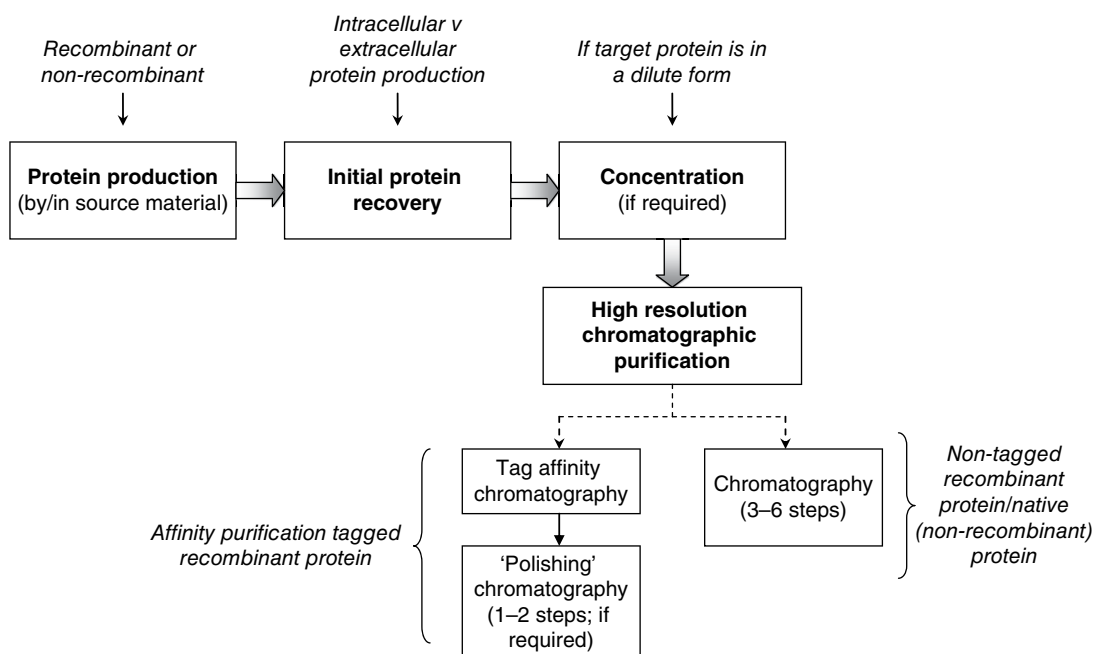 Recombinant or
non-recombinant
Intracellular v
extracellular
protein production
If target protein is in
a dilute form
Protein production
(by/in source material)
Initial protein
recovery
Concentration
(if required)
High resolution
chromatographic
purification
Affinity purification tagged
recombinant protein
Tag affinity
chromatography
‘Polishing’
chromatography
(1–2 steps; if
required)
Chromatography
(3–6 steps)
Non-tagged
recombinant
protein/native
(non-recombinant)
protein